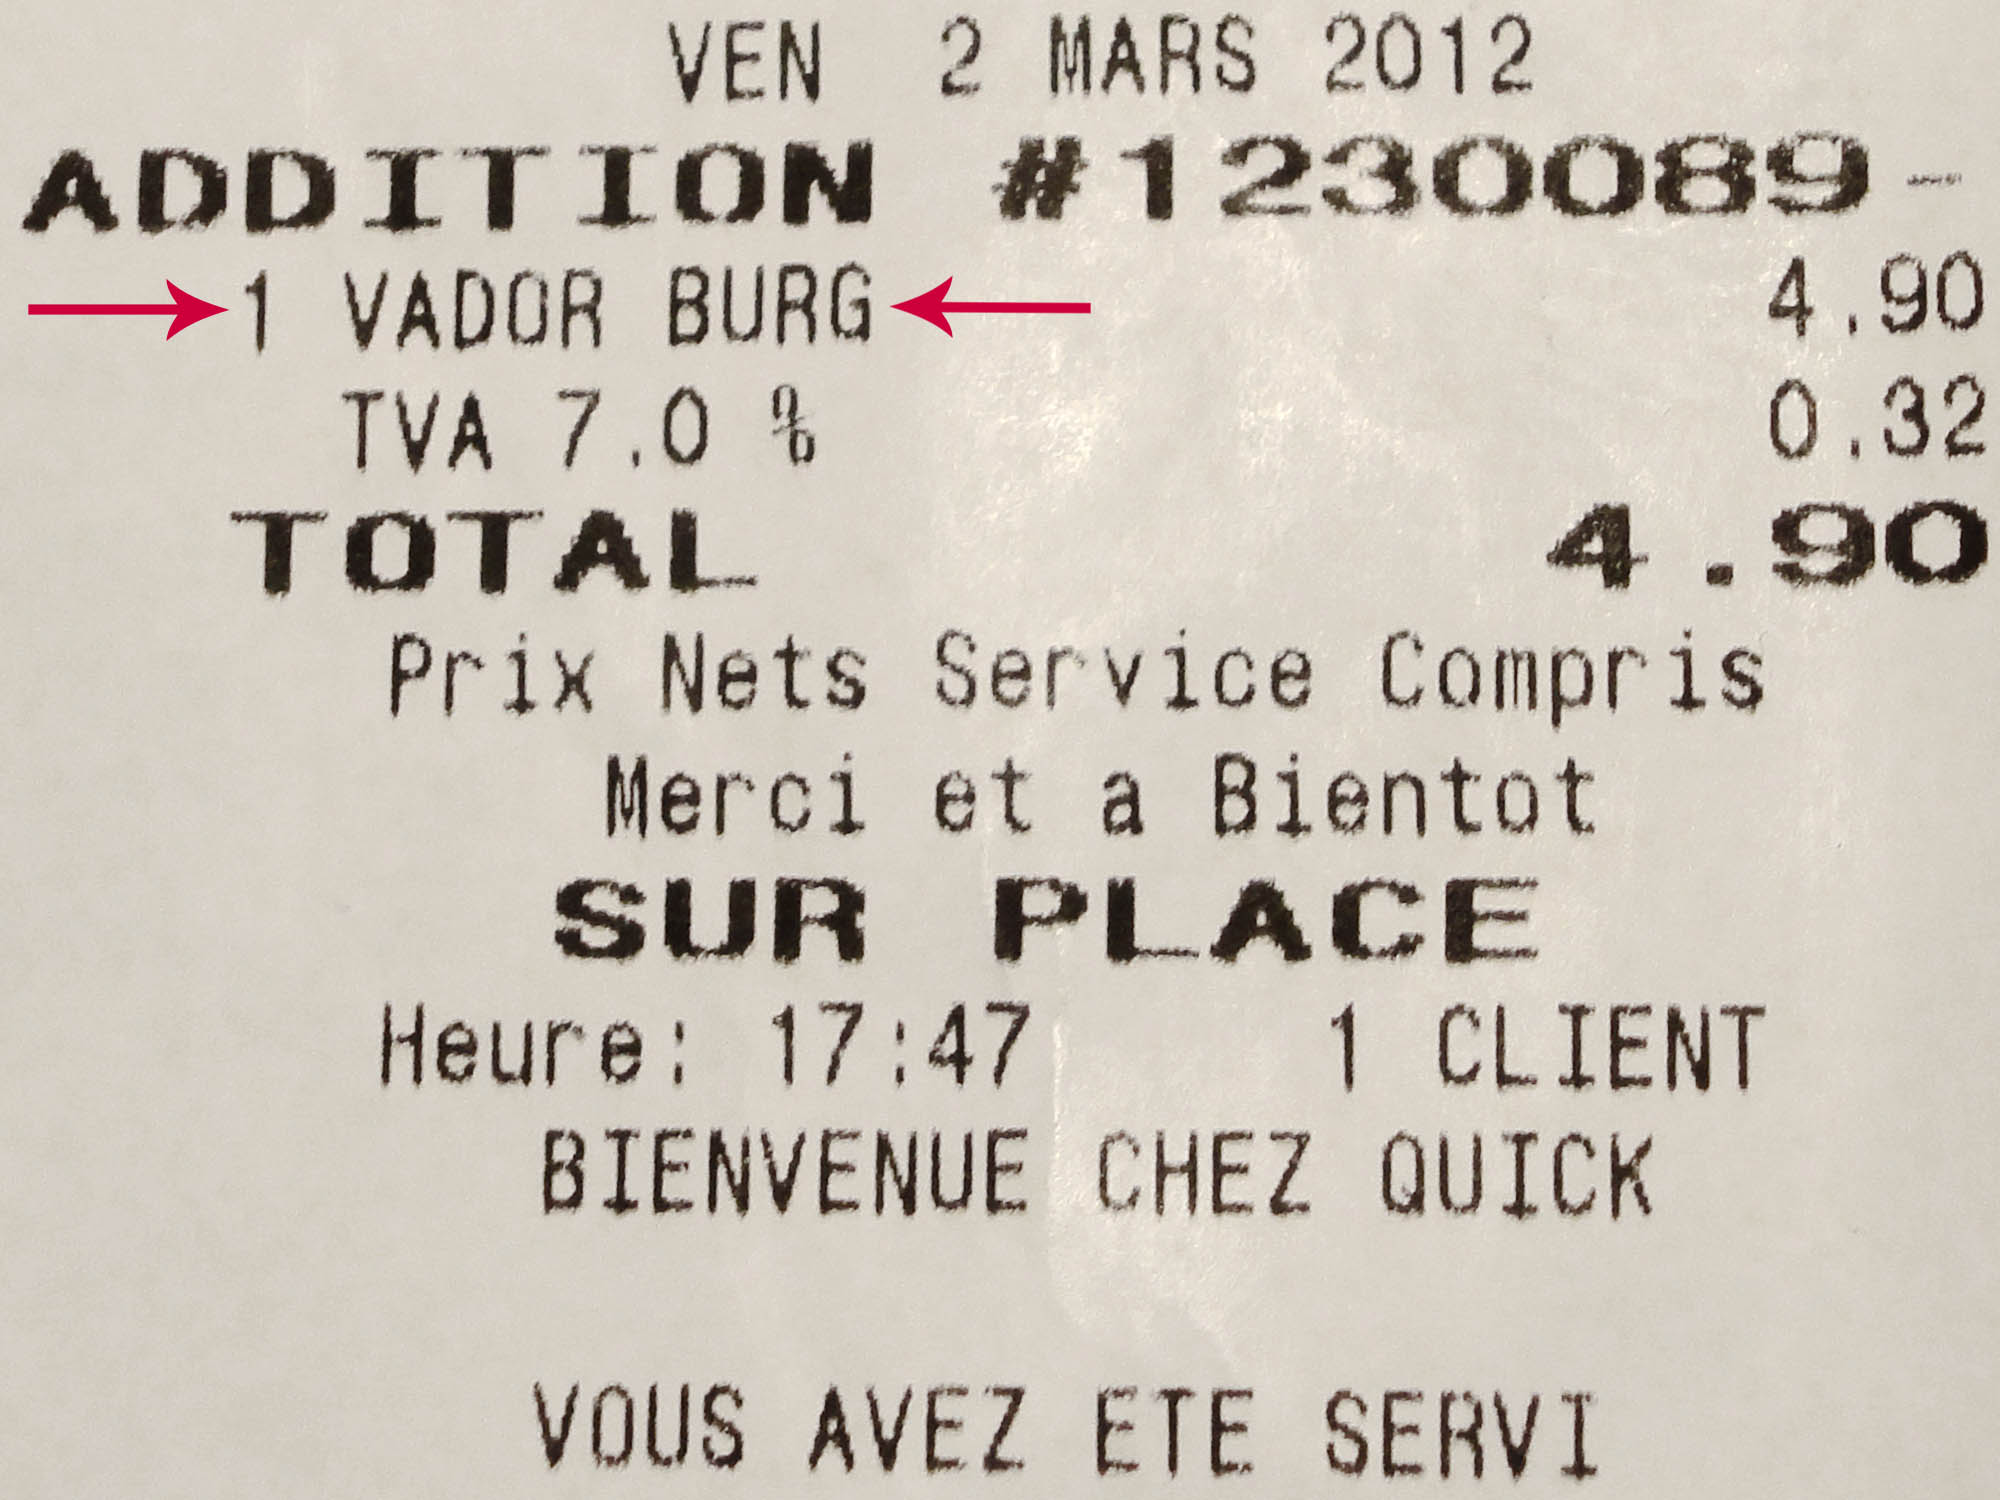 VEN 2 MARS 2012
ADDITION #1230089-
1 VADOR BURG 4.90
TVA 7.0 % 0.32
TOTAL 4.90
Prix Nets Service Compris
Merci et a Bientot
SUR PLACE
Heure: 17:47 1 CLIENT
BIENVENUE CHEZ QUICK
VOUS AVEZ ETE SERVI